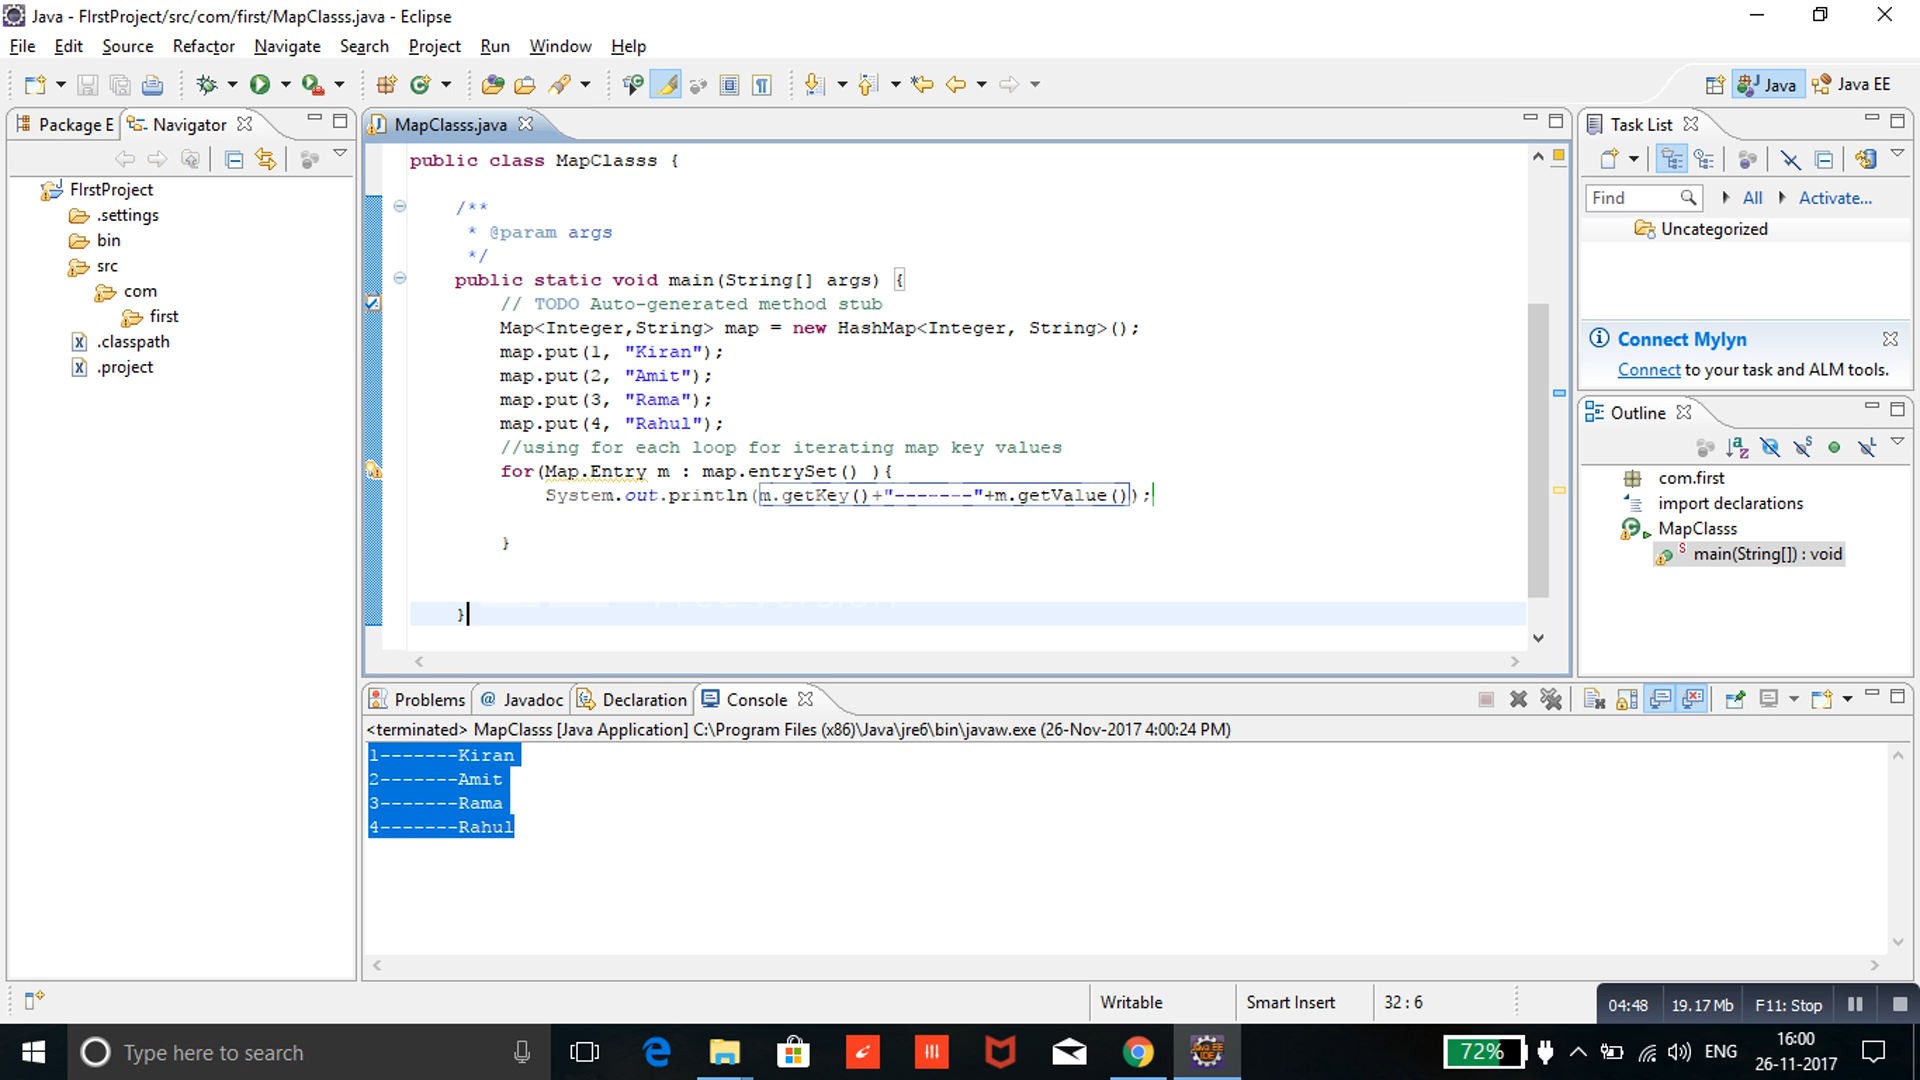 Java - FIrstProject/src/com/first/MapClasss.java - Eclipse
File Edit Source Refactor Navigate Search Project Run Window Help
Java Java EE
Package E Navigator
FIrstProject
.settings
bin
src
com
first
.classpath
.project
MapClasss.java
public class MapClasss {
/**
* @param args
*/
public static void main(String[] args) {
// TODO Auto-generated method stub
Map<Integer,String> map = new HashMap<Integer, String>();
map.put(1, "Kiran");
map.put(2, "Amit");
map.put(3, "Rama");
map.put(4, "Rahul");
//using for each loop for iterating map key values
for(Map.Entry m : map.entrySet() ){
System.out.println(m.getKey()+"-------"+m.getValue());
}
}
Task List
Find All Activate...
Uncategorized
Connect Mylyn
Connect to your task and ALM tools.
Outline
com.first
import declarations
MapClasss
main(String[]) : void
Problems @ Javadoc Declaration Console
<terminated> MapClasss [Java Application] C:\Program Files (x86)\Java\jre6\bin\javaw.exe (26-Nov-2017 4:00:24 PM)
1-------Kiran
2-------Amit
3-------Rama
4-------Rahul
Writable Smart Insert 32 : 6
04:48 19.17 Mb F11: Stop
Type here to search
72% ENG 16:00
26-11-2017